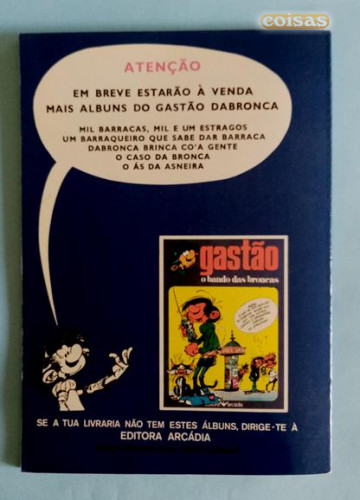 coisas
ATENÇÃO
EM BREVE ESTARÃO À VENDA
MAIS ALBUNS DO GASTÃO DABRONCA
MIL BARRACAS, MIL E UM ESTRAGOS
UM BARRAQUEIRO QUE SABE DAR BARRACA
DABRONCA BRINCA CO'A GENTE
O CASO DA BRONCA
O ÁS DA ASNEIRA
gastão
o bando das broncas
arcádia
SE A TUA LIVRARIA NÃO TEM ESTES ÁLBUNS, DIRIGE-TE À
EDITORA ARCÁDIA